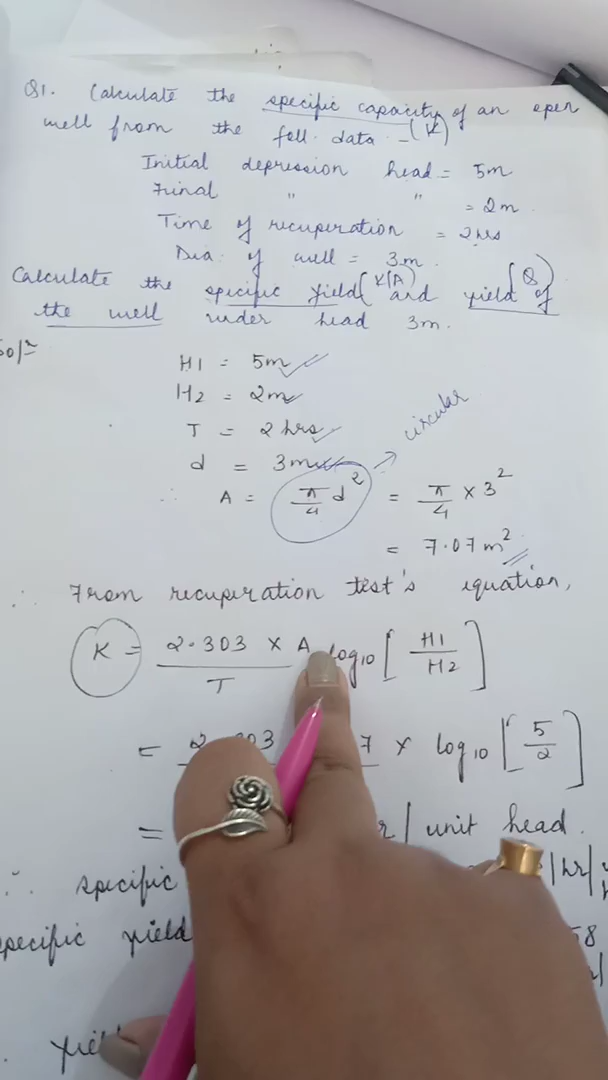 Q1. Calculate the specific capacity of an open
well from the foll. data - (K)
Initial depression head = 5m
Final " " = 2m.
Time of recuperation = 2hrs
Dia. of well = 3m.
Calculate the specific yield (K/A) and yield (Q) of
the well under head 3m.
H1 = 5m
H2 = 2m
T = 2 hrs
d = 3m
circular
∴ A = π/4 d² = π/4 × 3²
= 7.07 m²
∴ From recuperation test's equation,
K = 2.303 × A / T log10 [H1/H2]
= 7 × log10 [5/2]
= / unit head.
∴ specific /hr/
specific yield 58